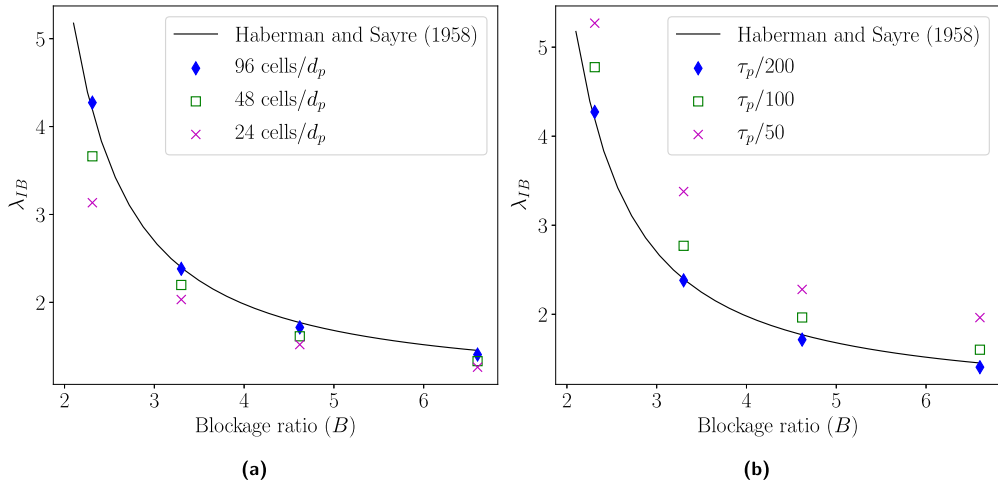 Haberman and Sayre (1958)
96 cells/d_p
48 cells/d_p
24 cells/d_p
5
4
3
2
λ_IB
2 3 4 5 6
Blockage ratio (B)
(a)
Haberman and Sayre (1958)
τ_p/200
τ_p/100
τ_p/50
5
4
3
2
λ_IB
2 3 4 5 6
Blockage ratio (B)
(b)